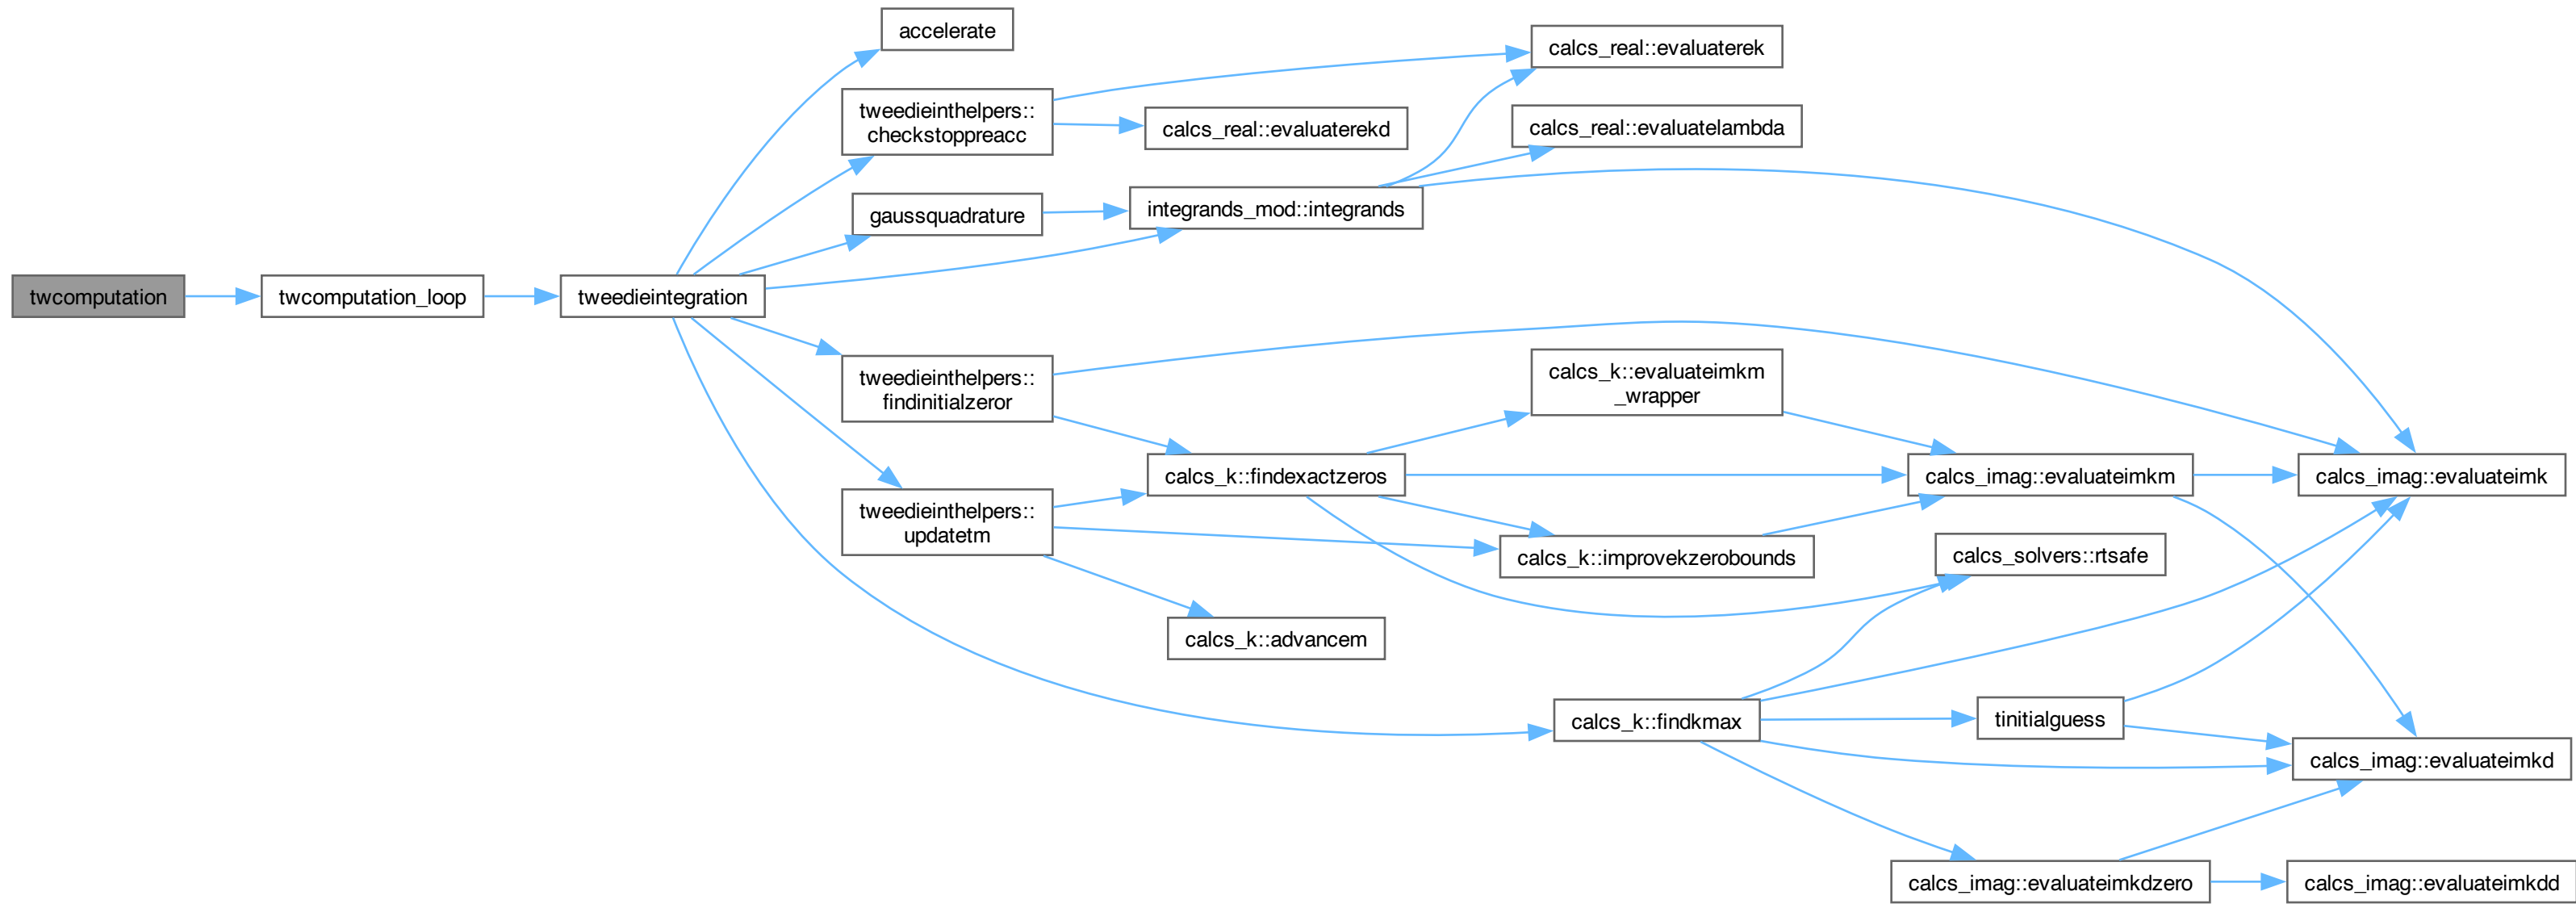 accelerate
calcs_real::evaluaterek
tweedieinthelpers::
checkstoppreacc
calcs_real::evaluaterekd
calcs_real::evaluatelambda
gaussquadrature
integrands_mod::integrands
twcomputation
twcomputation_loop
tweedieintegration
tweedieinthelpers::
findinitialzeror
calcs_k::evaluateimkm
_wrapper
calcs_k::findexactzeros
calcs_imag::evaluateimkm
calcs_imag::evaluateimk
tweedieinthelpers::
updatetm
calcs_k::improvekzerobounds
calcs_solvers::rtsafe
calcs_k::advancem
calcs_k::findkmax
tinitialguess
calcs_imag::evaluateimkd
calcs_imag::evaluateimkdzero
calcs_imag::evaluateimkdd